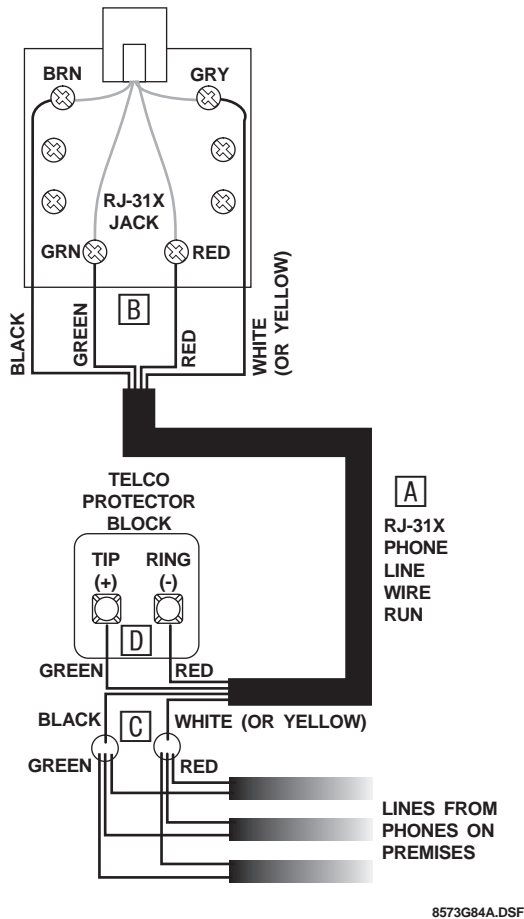 BRN
GRY
RJ-31X
JACK
GRN
RED
B
BLACK
GREEN
RED
WHITE
(OR YELLOW)
A
RJ-31X
PHONE
LINE
WIRE
RUN
TELCO
PROTECTOR
BLOCK
TIP
(+)
RING
(-)
D
GREEN
RED
BLACK
C
WHITE (OR YELLOW)
GREEN
RED
LINES FROM
PHONES ON
PREMISES
8573G84A.DSF